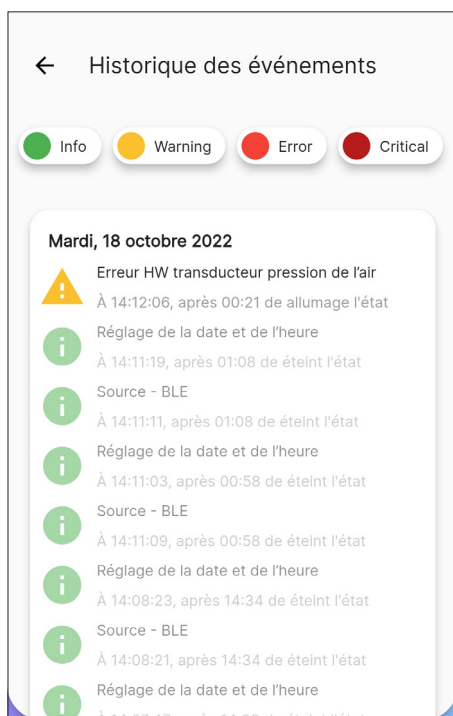 Historique des événements
Info Warning Error Critical
Mardi, 18 octobre 2022
Erreur HW transducteur pression de l’air
À 14:12:06, après 00:21 de allumage l'état
Réglage de la date et de l’heure
À 14:11:19, après 01:08 de éteint l'état
Source - BLE
À 14:11:11, après 01:08 de éteint l'état
Réglage de la date et de l’heure
À 14:11:03, après 00:58 de éteint l'état
Source - BLE
À 14:11:09, après 00:58 de éteint l'état
Réglage de la date et de l’heure
À 14:08:23, après 14:34 de éteint l'état
Source - BLE
À 14:08:21, après 14:34 de éteint l'état
Réglage de la date et de l’heure